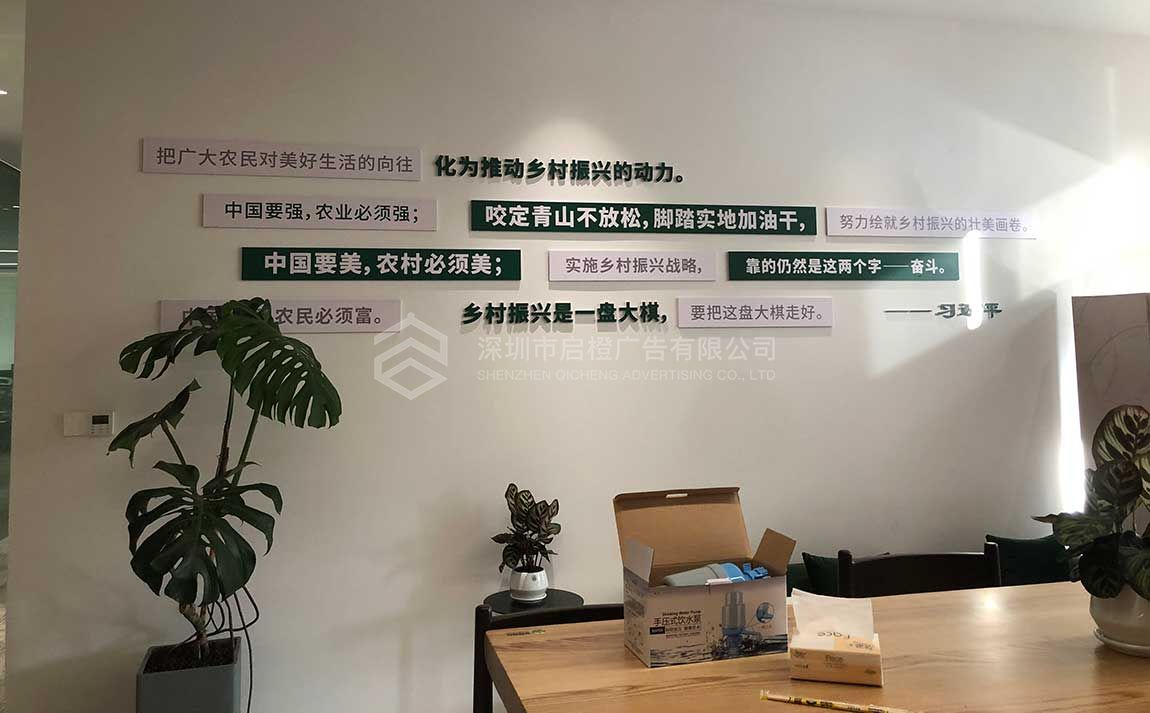 把广大农民对美好生活的向往 化为推动乡村振兴的动力。
中国要强，农业必须强； 咬定青山不放松，脚踏实地加油干， 努力绘就乡村振兴的壮美画卷。
中国要美，农村必须美； 实施乡村振兴战略， 靠的仍然是这两个字——奋斗。
农民必须富。 乡村振兴是一盘大棋， 要把这盘大棋走好。 ——习近平
深圳市启橙广告有限公司
SHENZHEN QICHENG ADVERTISING CO., LTD
Drinking Water Pump
手压式饮水泵
Face
Face